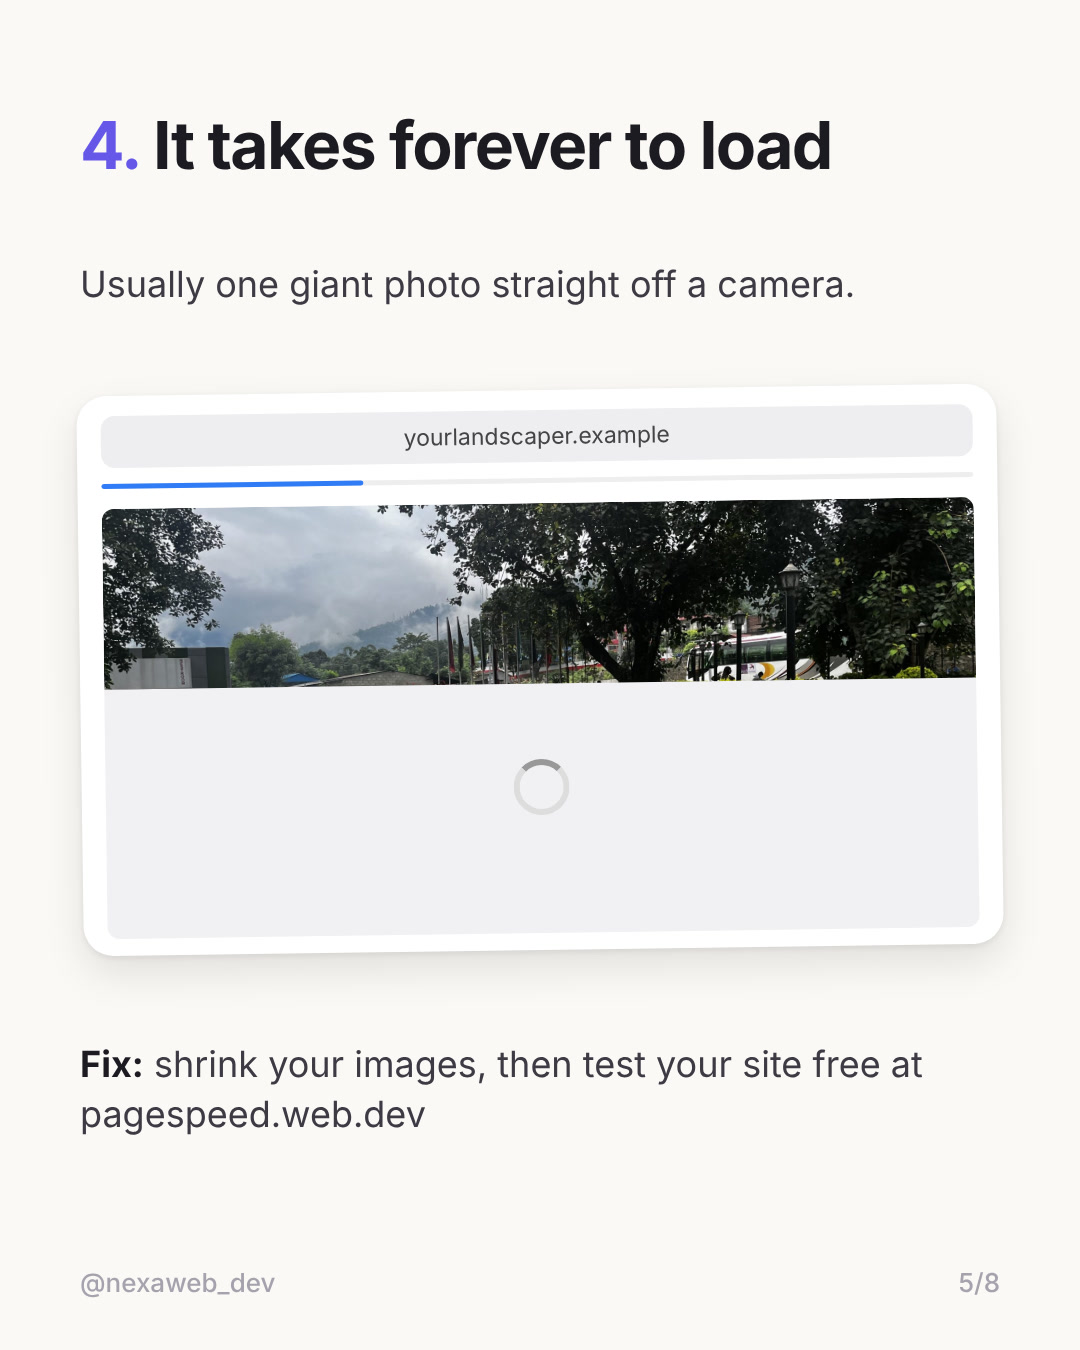 4. It takes forever to load
Usually one giant photo straight off a camera.
yourlandscaper.example
Fix: shrink your images, then test your site free at
pagespeed.web.dev
@nexaweb_dev
5/8